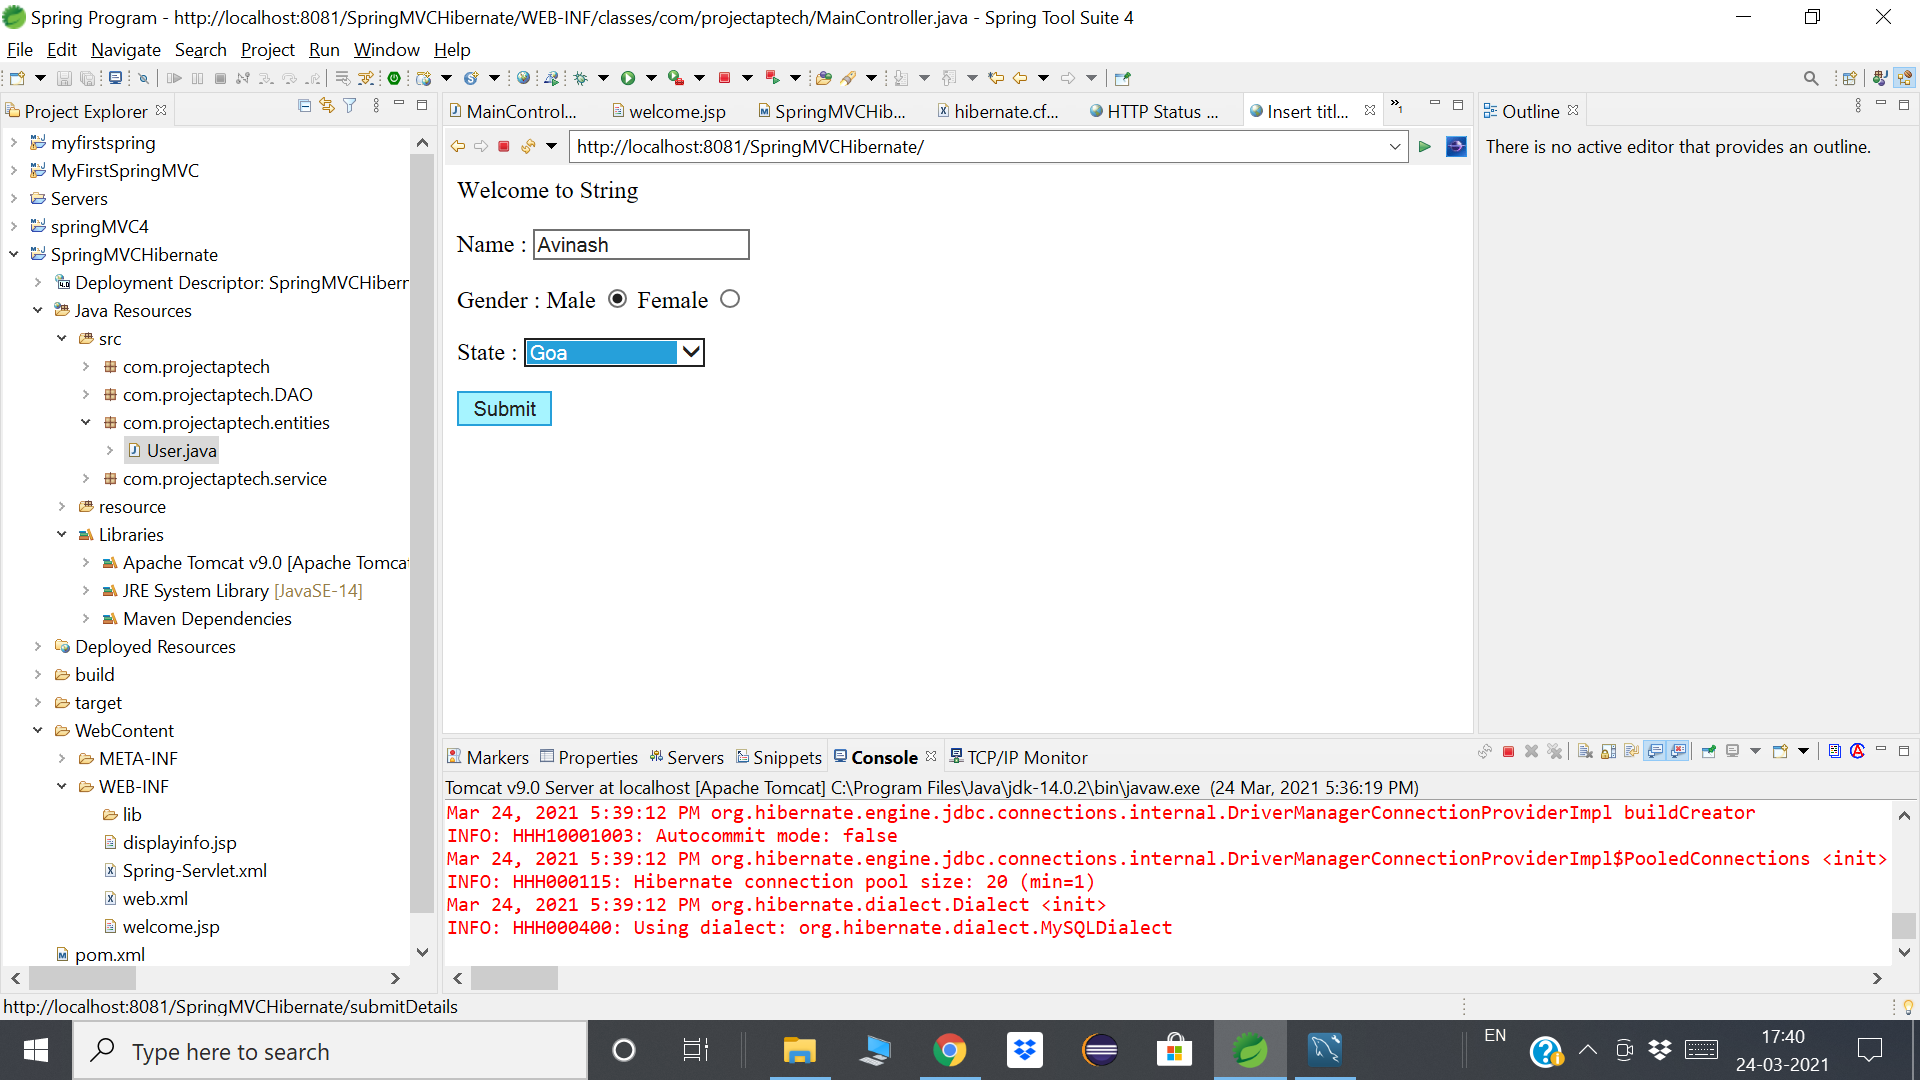 Spring Program - http://localhost:8081/SpringMVCHibernate/WEB-INF/classes/com/projectaptech/MainController.java - Spring Tool Suite 4
File Edit Navigate Search Project Run Window Help
Project Explorer
myfirstspring
MyFirstSpringMVC
Servers
springMVC4
SpringMVCHibernate
Deployment Descriptor: SpringMVCHibern
Java Resources
src
com.projectaptech
com.projectaptech.DAO
com.projectaptech.entities
User.java
com.projectaptech.service
resource
Libraries
Apache Tomcat v9.0 [Apache Tomcat
JRE System Library [JavaSE-14]
Maven Dependencies
Deployed Resources
build
target
WebContent
META-INF
WEB-INF
lib
displayinfo.jsp
Spring-Servlet.xml
web.xml
welcome.jsp
pom.xml
MainControl... welcome.jsp SpringMVCHib... hibernate.cf... HTTP Status ... Insert titl... »1
http://localhost:8081/SpringMVCHibernate/
Welcome to String
Name : Avinash
Gender : Male Female
State : Goa
Submit
Outline
There is no active editor that provides an outline.
Markers Properties Servers Snippets Console TCP/IP Monitor
Tomcat v9.0 Server at localhost [Apache Tomcat] C:\Program Files\Java\jdk-14.0.2\bin\javaw.exe (24 Mar, 2021 5:36:19 PM)
Mar 24, 2021 5:39:12 PM org.hibernate.engine.jdbc.connections.internal.DriverManagerConnectionProviderImpl buildCreator
INFO: HHH10001003: Autocommit mode: false
Mar 24, 2021 5:39:12 PM org.hibernate.engine.jdbc.connections.internal.DriverManagerConnectionProviderImpl$PooledConnections <init>
INFO: HHH000115: Hibernate connection pool size: 20 (min=1)
Mar 24, 2021 5:39:12 PM org.hibernate.dialect.Dialect <init>
INFO: HHH000400: Using dialect: org.hibernate.dialect.MySQLDialect
http://localhost:8081/SpringMVCHibernate/submitDetails
Type here to search
EN
17:40
24-03-2021